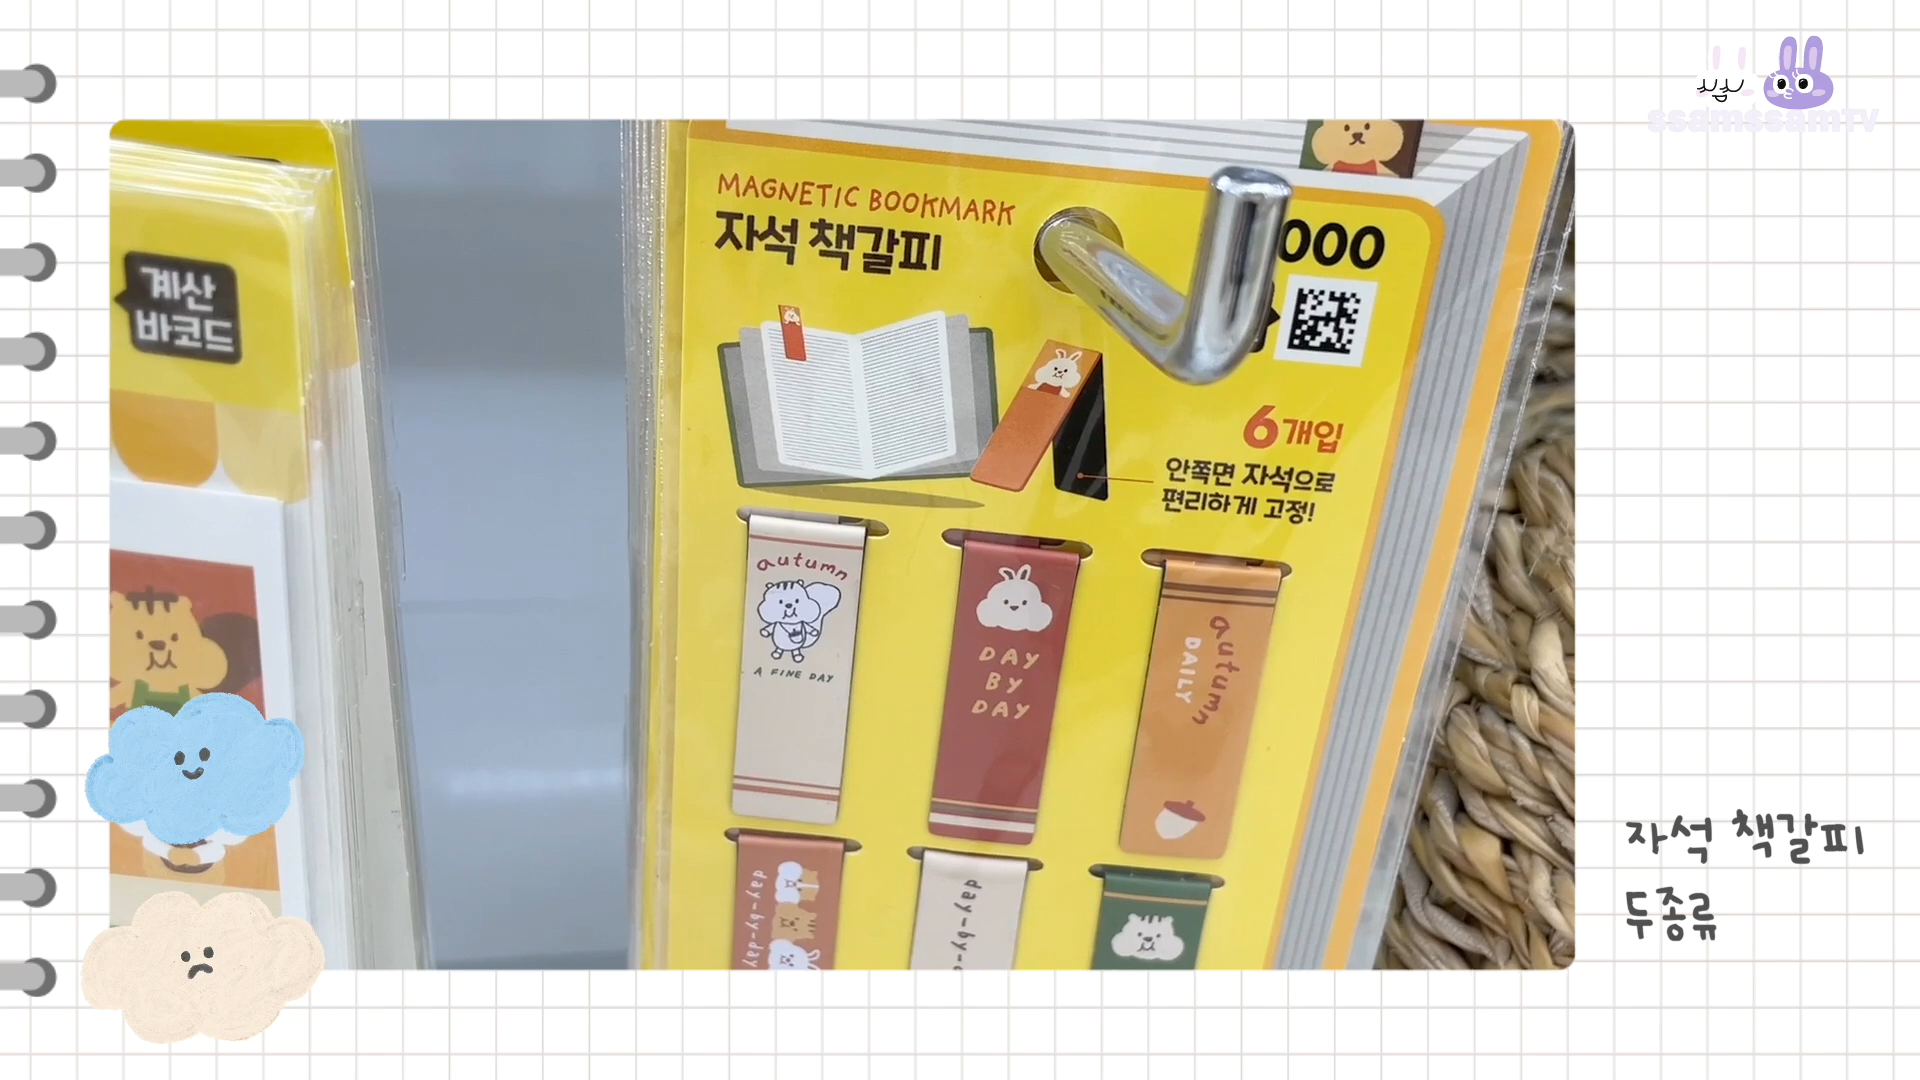 ssamssamTV
MAGNETIC BOOKMARK
자석 책갈피
000
계산
바코드
6개입
안쪽면 자석으로
편리하게 고정!
autumn
A FINE DAY
DAY
BY
DAY
autumn
DAILY
day-by-day
day-by-
자석 책갈피
두종류